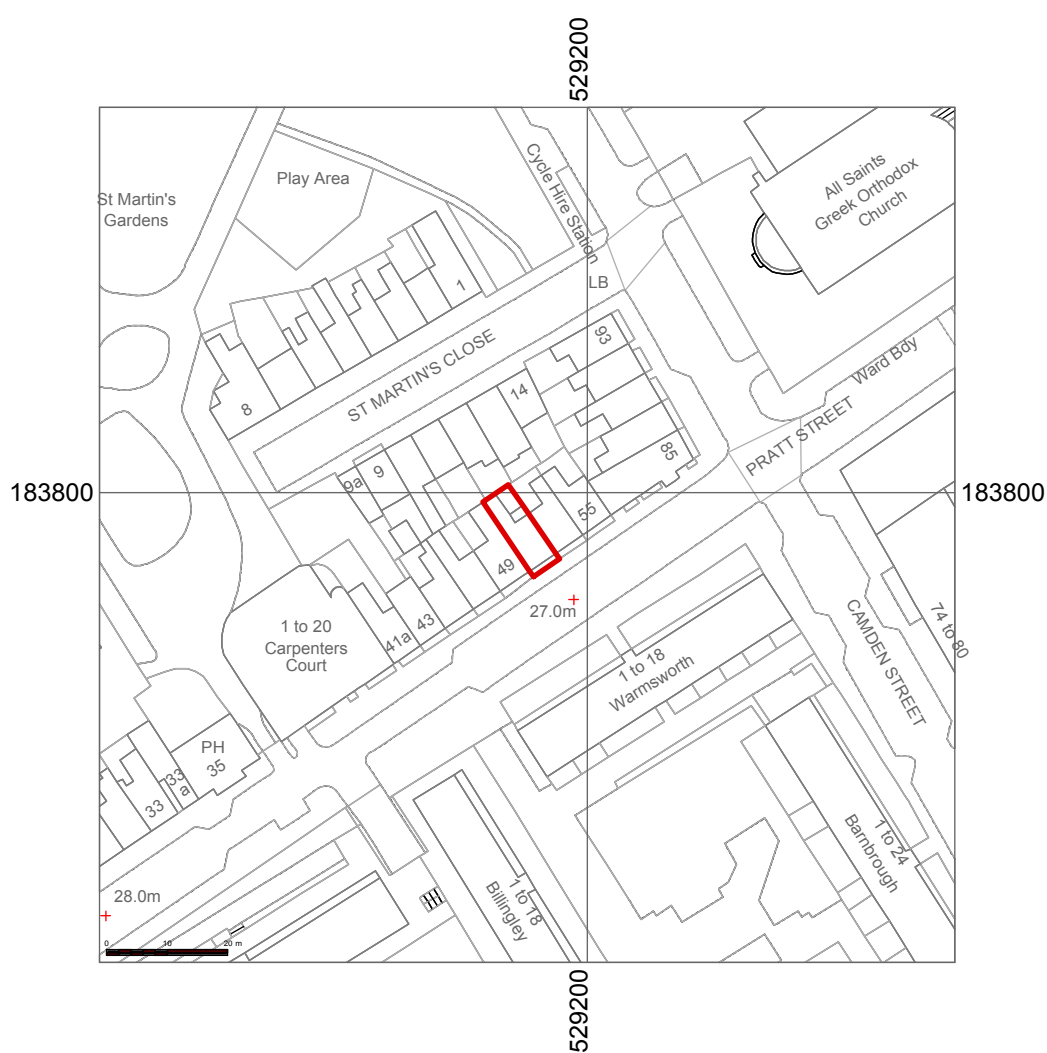 529200
St Martin's
Gardens
Play Area
Cycle Hire Station
All Saints
Greek Orthodox
Church
LB
1
8
ST MARTIN'S CLOSE
93
Ward Bdy
14
PRATT STREET
9
9a
85
183800
183800
55
49
27.0m
43
41a
1 to 20
Carpenters
Court
1 to 18
Warmsworth
CAMDEN STREET
74 to 80
PH
35
33
a
33
1 to 24
Barnbrough
1 to 18
Billingley
28.0m
0 10 20 m
529200